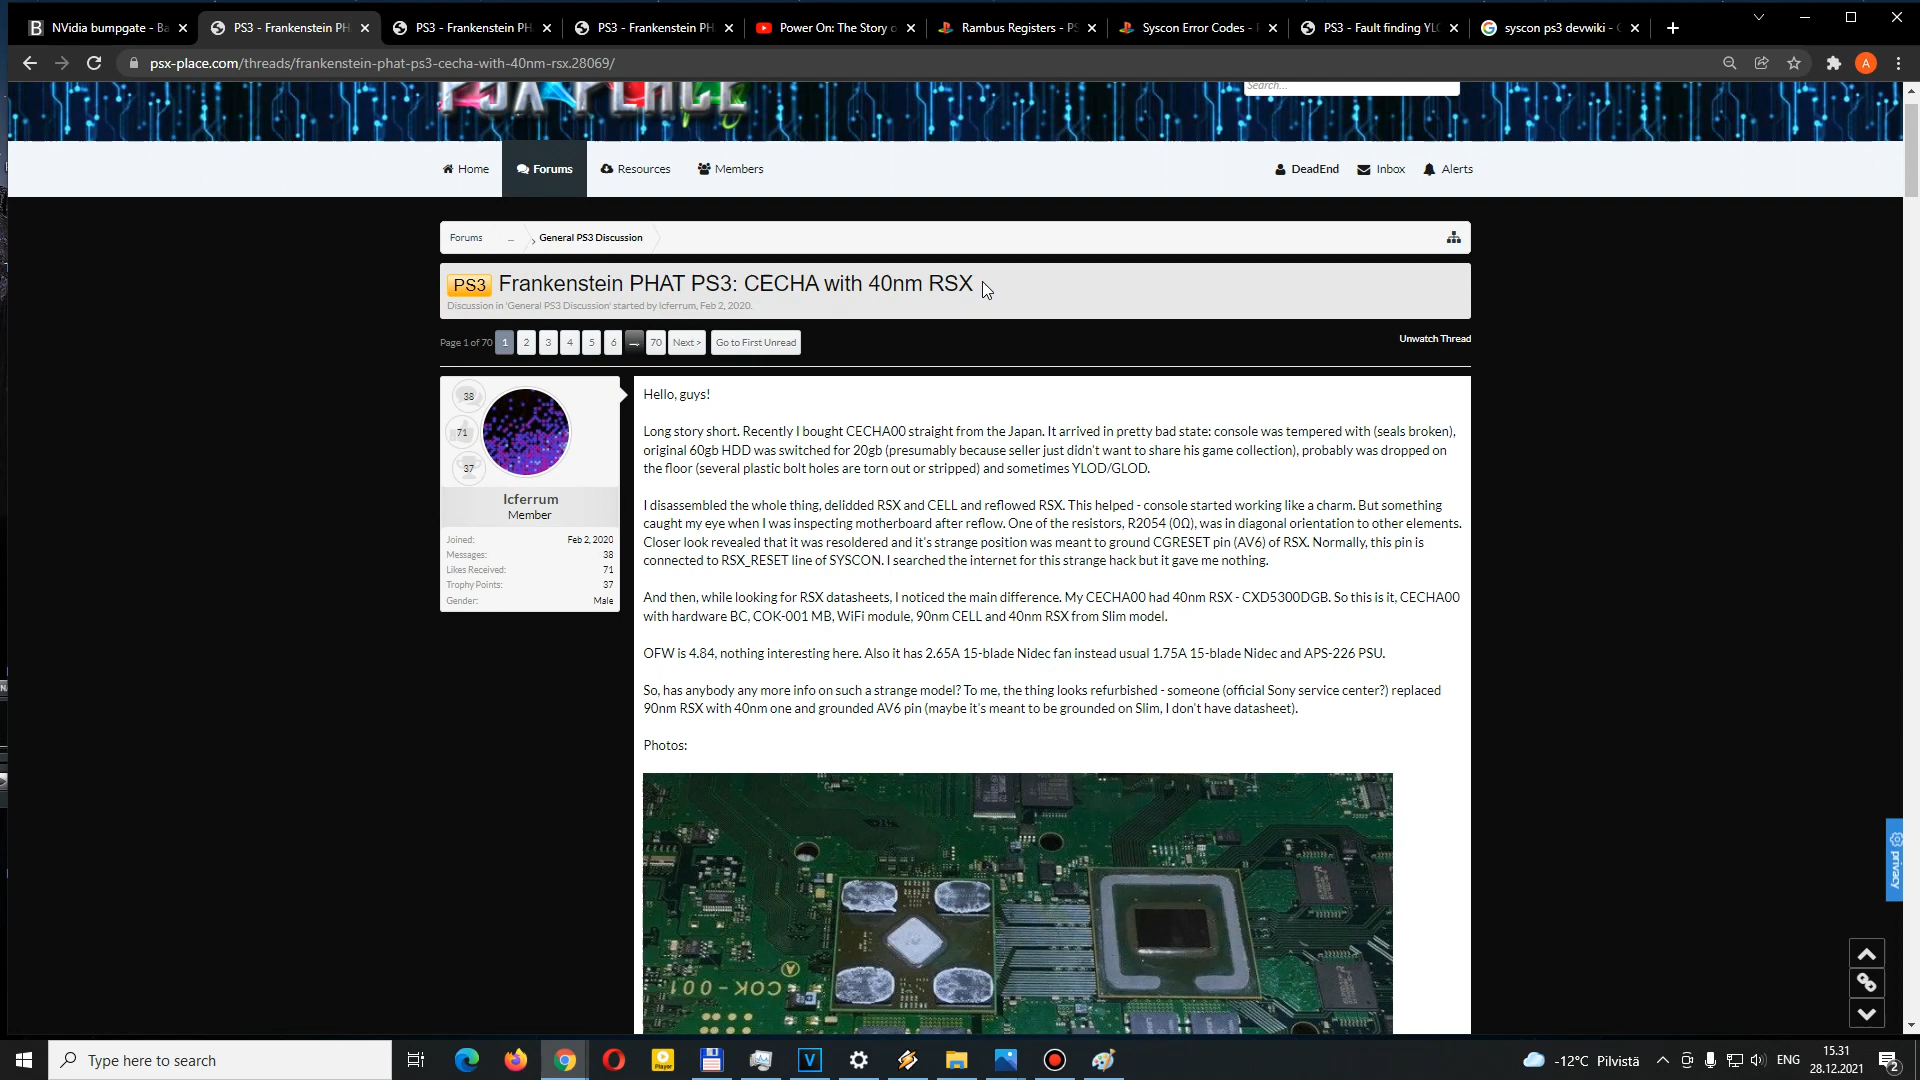 NVidia bumpgate - Ba
PS3 - Frankenstein PH
PS3 - Frankenstein PH
PS3 - Frankenstein PH
Power On: The Story o
Rambus Registers - PS
Syscon Error Codes -
PS3 - Fault finding YLO
syscon ps3 devwiki -
psx-place.com/threads/frankenstein-phat-ps3-cecha-with-40nm-rsx.28069/
A
PSX PLACE
Search...
Home
Forums
Resources
Members
DeadEnd
Inbox
Alerts
Forums ... General PS3 Discussion
PS3 Frankenstein PHAT PS3: CECHA with 40nm RSX
Discussion in 'General PS3 Discussion' started by lcferrum, Feb 2, 2020.
Page 1 of 70 1 2 3 4 5 6 ... 70 Next > Go to First Unread
Unwatch Thread
38
71
37
lcferrum
Member
Joined: Feb 2, 2020
Messages: 38
Likes Received: 71
Trophy Points: 37
Gender: Male
Hello, guys!
Long story short. Recently I bought CECHA00 straight from the Japan. It arrived in pretty bad state: console was tempered with (seals broken),
original 60gb HDD was switched for 20gb (presumably because seller just didn't want to share his game collection), probably was dropped on
the floor (several plastic bolt holes are torn out or stripped) and sometimes YLOD/GLOD.
I disassembled the whole thing, delidded RSX and CELL and reflowed RSX. This helped - console started working like a charm. But something
caught my eye when I was inspecting motherboard after reflow. One of the resistors, R2054 (0Ω), was in diagonal orientation to other elements.
Closer look revealed that it was resoldered and it's strange position was meant to ground CGRESET pin (AV6) of RSX. Normally, this pin is
connected to RSX_RESET line of SYSCON. I searched the internet for this strange hack but it gave me nothing.
And then, while looking for RSX datasheets, I noticed the main difference. My CECHA00 had 40nm RSX - CXD5300DGB. So this is it, CECHA00
with hardware BC, COK-001 MB, WiFi module, 90nm CELL and 40nm RSX from Slim model.
OFW is 4.84, nothing interesting here. Also it has 2.65A 15-blade Nidec fan instead usual 1.75A 15-blade Nidec and APS-226 PSU.
So, has anybody any more info on such a strange model? To me, the thing looks refurbished - someone (official Sony service center?) replaced
90nm RSX with 40nm one and grounded AV6 pin (maybe it's meant to be grounded on Slim, I don't have datasheet).
Photos:
COK-001
A
privacy
Type here to search
Player
V
-12°C Pilvistä
ENG
15.31
28.12.2021
2